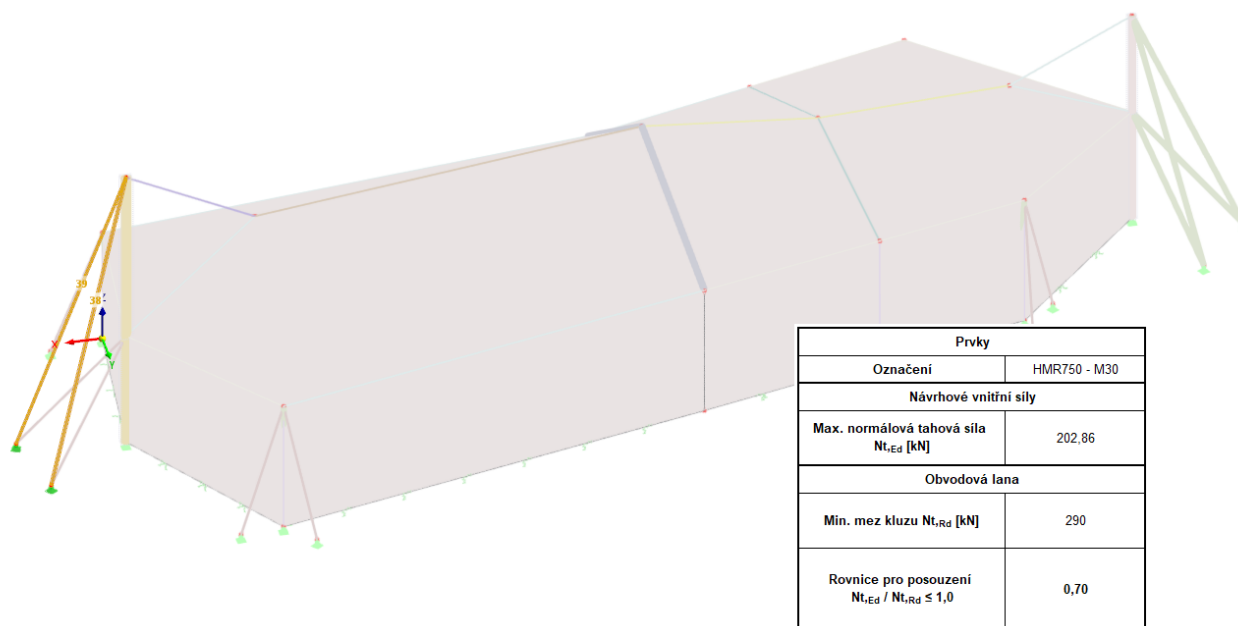 39
38
Z
X
Y
Prvky
Označení HMR750 - M30
Návrhové vnitřní síly
Max. normálová tahová síla
Nt,Ed [kN] 202,86
Obvodová lana
Min. mez kluzu Nt,Rd [kN] 290
Rovnice pro posouzení
Nt,Ed / Nt,Rd ≤ 1,0 0,70